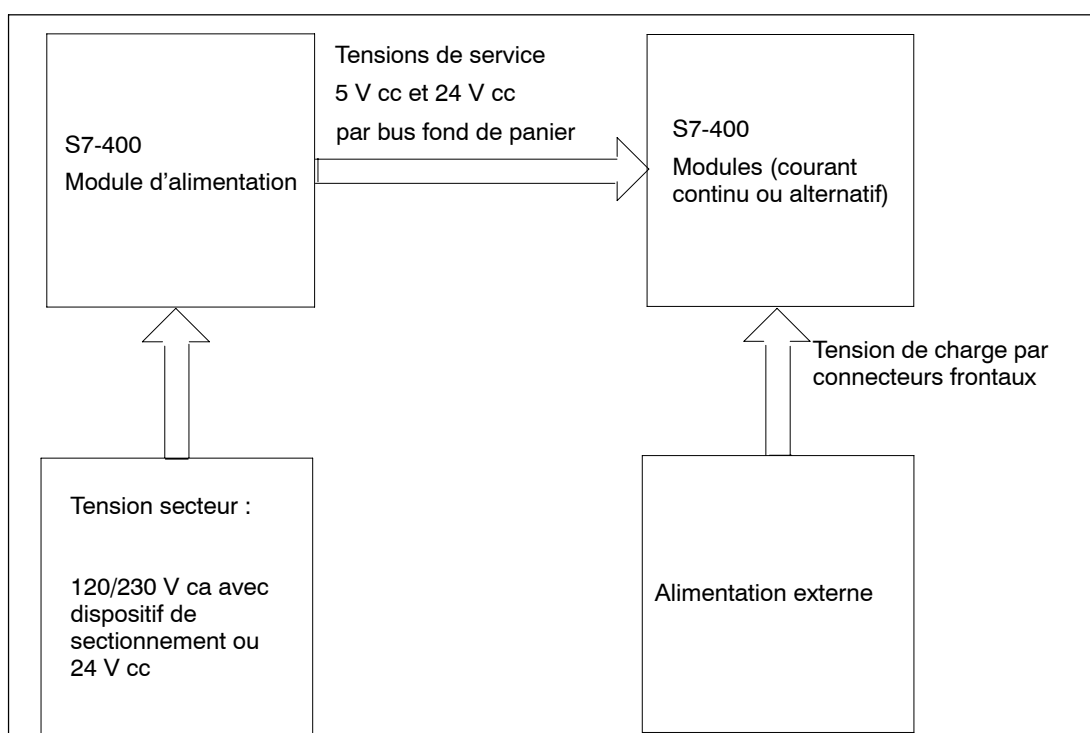 S7-400
Module d'alimentation
Tensions de service
5 V cc et 24 V cc
par bus fond de panier
S7-400
Modules (courant
continu ou alternatif)
Tension de charge par
connecteurs frontaux
Tension secteur :
120/230 V ca avec
dispositif de
sectionnement ou
24 V cc
Alimentation externe